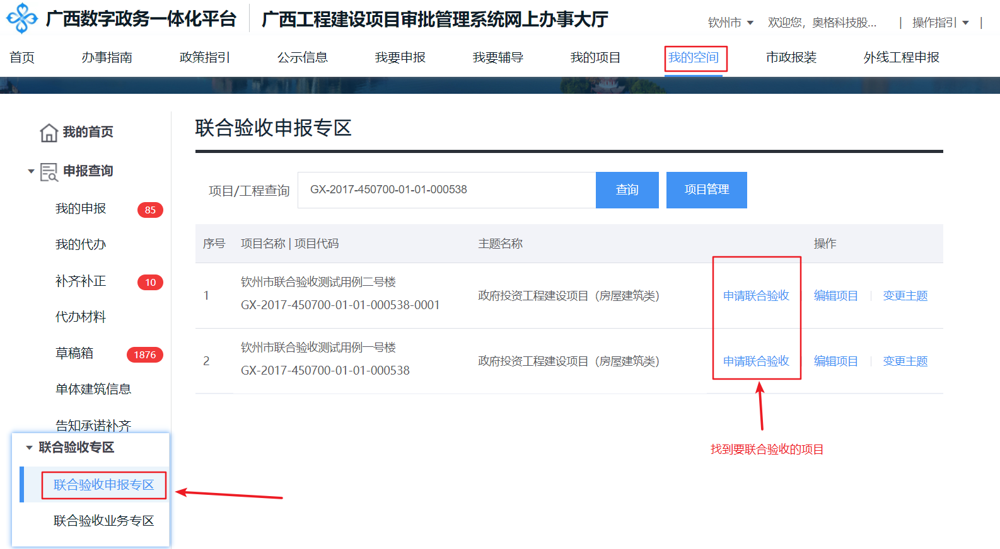 广西数字政务一体化平台 | 广西工程建设项目审批管理系统网上办事大厅
钦州市 欢迎您，奥格科技股... | 操作指引 |
首页 办事指南 政策指引 公示信息 我要申报 我要辅导 我的项目 我的空间 市政报装 外线工程申报
我的首页
申报查询
我的申报 85
我的代办
补齐补正 10
代办材料
草稿箱 1876
单体建筑信息
告知承诺补齐
联合验收专区
联合验收申报专区
联合验收业务专区
联合验收申报专区
项目/工程查询 GX-2017-450700-01-01-000538 查询 项目管理
序号 项目名称 | 项目代码 主题名称 操作
钦州市联合验收测试用例二号楼
1 政府投资工程建设项目（房屋建筑类） 申请联合验收 编辑项目 | 变更主题
GX-2017-450700-01-01-000538-0001
钦州市联合验收测试用例一号楼
2 政府投资工程建设项目（房屋建筑类） 申请联合验收 编辑项目 | 变更主题
GX-2017-450700-01-01-000538
找到要联合验收的项目